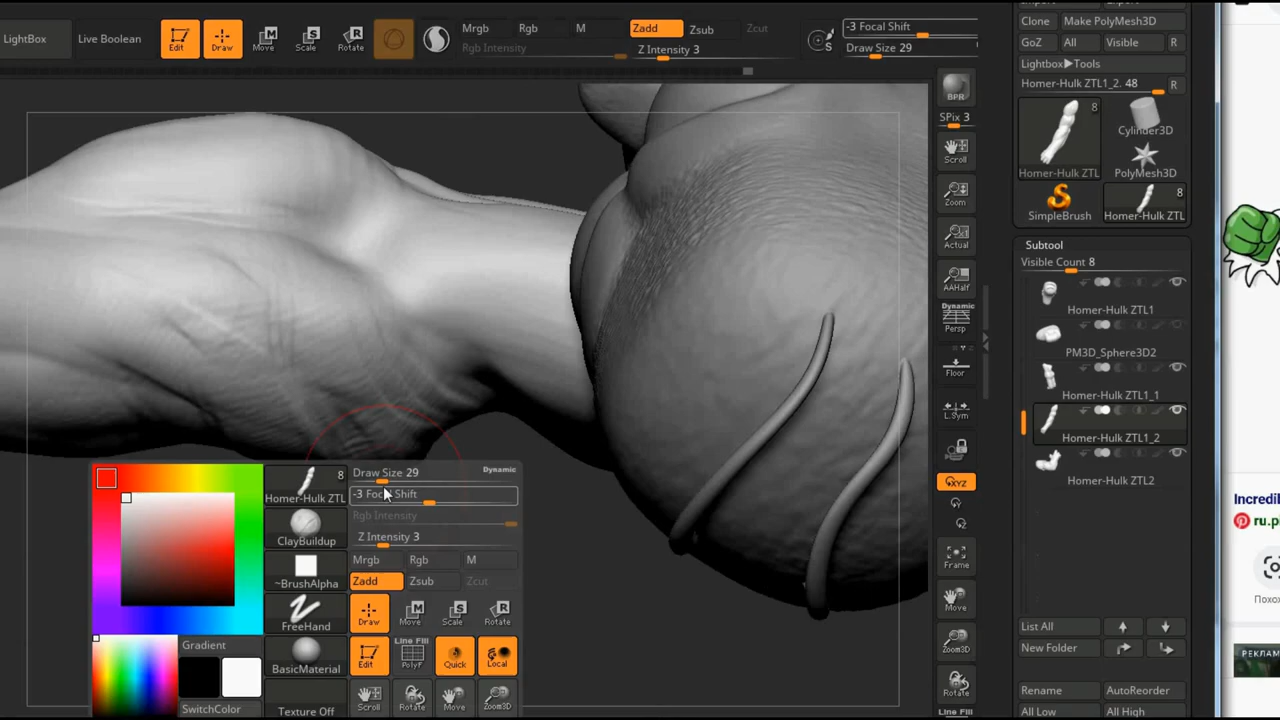 LightBox
Live Boolean
Edit
Draw
Move
Scale
Rotate
Mrgb
Rgb
M
Rgb Intensity
Zadd
Zsub
Zcut
Z Intensity 3
S
-3 Focal Shift
Draw Size 29
BPR
SPix 3
Scroll
Zoom
Actual
AAHalf
Dynamic
Persp
Floor
L.Sym
XYZ
Frame
Move
Zoom3D
Rotate
Line Fill
Clone
Make PolyMesh3D
GoZ
All
Visible
R
Lightbox▶Tools
Homer-Hulk ZTL1_2. 48
R
8
Cylinder3D
Homer-Hulk ZTL
PolyMesh3D
8
SimpleBrush
Homer-Hulk ZTL
Subtool
Visible Count 8
Homer-Hulk ZTL1
PM3D_Sphere3D2
Homer-Hulk ZTL1_1
Homer-Hulk ZTL1_2
Homer-Hulk ZTL2
List All
New Folder
Rename
AutoReorder
All Low
All High
8
Homer-Hulk ZTL
ClayBuildup
~BrushAlpha
FreeHand
BasicMaterial
Texture Off
Gradient
SwitchColor
Draw Size 29
Dynamic
Rgb Intensity
Z Intensity 3
Mrgb
Rgb
M
Zadd
Zsub
Zcut
Draw
Move
Scale
Rotate
Edit
Line Fill
PolyF
Quick
Local
Scroll
Rotate
Move
Zoom3D
Incredil
ru.p
Похо
РЕКЛАМ